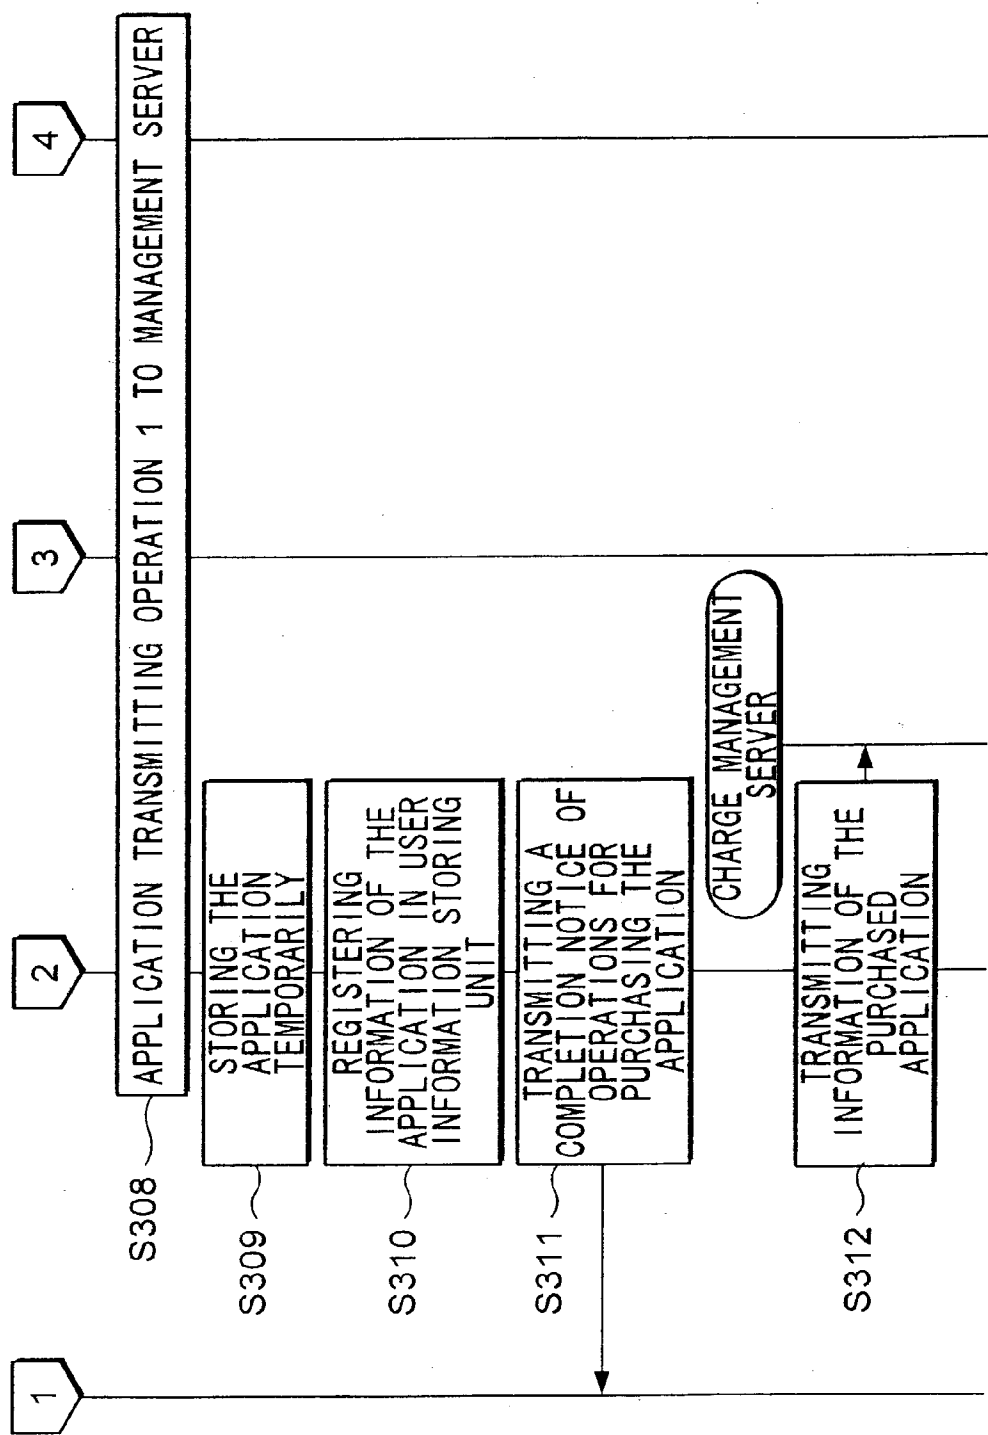 1
2
3
4
S308
APPLICATION TRANSMITTING OPERATION 1 TO MANAGEMENT SERVER
S309
STORING THE
APPLICATION
TEMPORARILY
S310
REGISTERING
INFORMATION OF THE
APPLICATION IN USER
INFORMATION STORING
UNIT
S311
TRANSMITTING A
COMPLETION NOTICE OF
OPERATIONS FOR
PURCHASING THE
APPLICATION
CHARGE MANAGEMENT
SERVER
S312
TRANSMITTING
INFORMATION OF THE
PURCHASED
APPLICATION